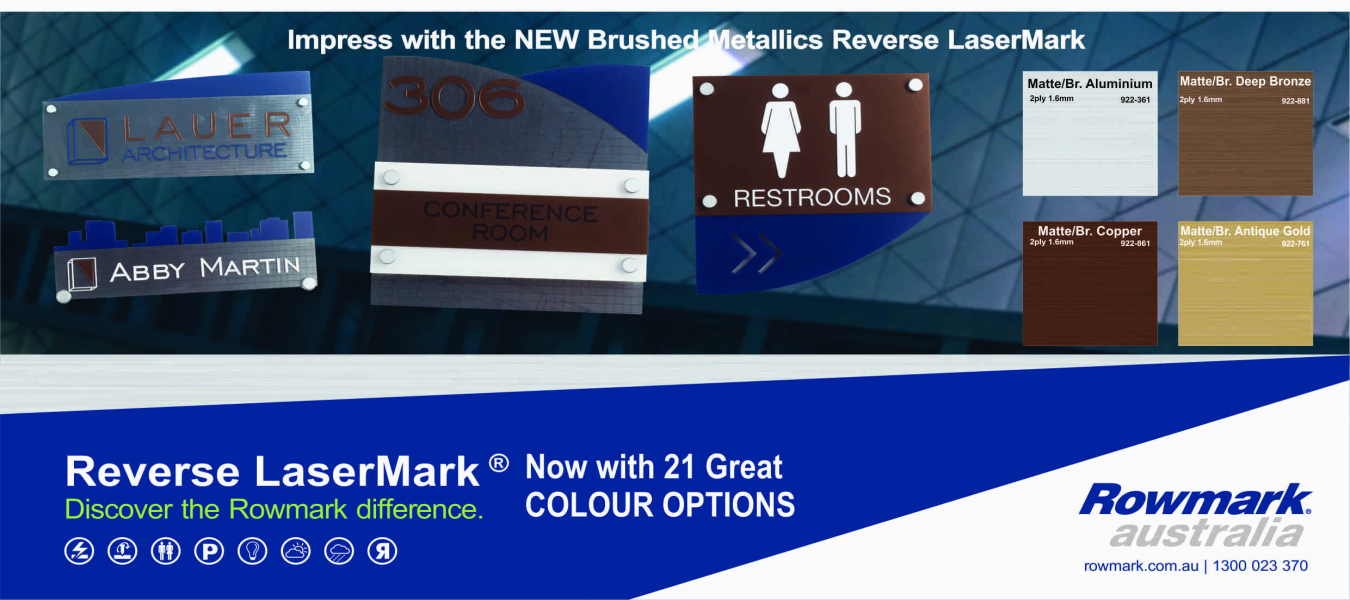 Impress with the NEW Brushed Metallics Reverse LaserMark
LAUER
ARCHITECTURE
ABBY MARTIN
306
CONFERENCE
ROOM
RESTROOMS
Matte/Br. Aluminium
2ply 1.6mm 922-361
Matte/Br. Deep Bronze
2ply 1.6mm 922-881
Matte/Br. Copper
2ply 1.6mm 922-861
Matte/Br. Antique Gold
2ply 1.6mm 922-761
Reverse LaserMark®
Discover the Rowmark difference.
Now with 21 Great
COLOUR OPTIONS
P
Я
Rowmark®
australia
rowmark.com.au | 1300 023 370